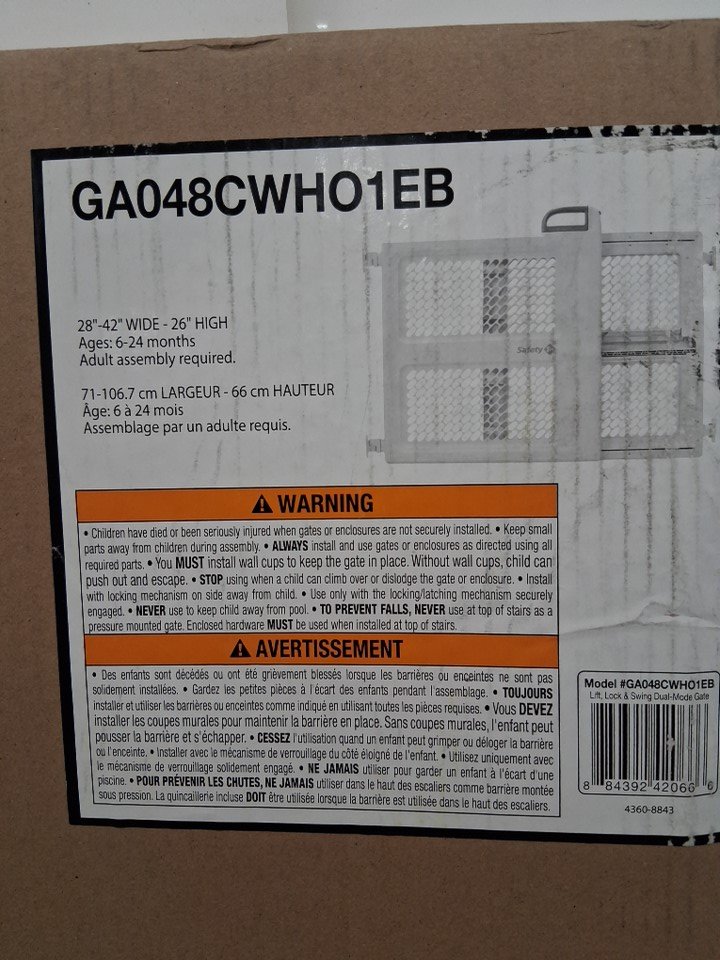 GA048CWHO1EB
28"-42" WIDE - 26" HIGH
Ages: 6-24 months
Adult assembly required.
71-106.7 cm LARGEUR - 66 cm HAUTEUR
Âge: 6 à 24 mois
Assemblage par un adulte requis.
Safety 1st
⚠ WARNING
• Children have died or been seriously injured when gates or enclosures are not securely installed. • Keep small
parts away from children during assembly. • ALWAYS install and use gates or enclosures as directed using all
required parts. • You MUST install wall cups to keep the gate in place. Without wall cups, child can
push out and escape. • STOP using when a child can climb over or dislodge the gate or enclosure. • Install
with locking mechanism on side away from child. • Use only with the locking/latching mechanism securely
engaged. • NEVER use to keep child away from pool. • TO PREVENT FALLS, NEVER use at top of stairs as a
pressure mounted gate. Enclosed hardware MUST be used when installed at top of stairs.
⚠ AVERTISSEMENT
• Des enfants sont décédés ou ont été grièvement blessés lorsque les barrières ou enceintes ne sont pas
solidement installées. • Gardez les petites pièces à l'écart des enfants pendant l'assemblage. • TOUJOURS
installer et utiliser les barrières ou enceintes comme indiqué en utilisant toutes les pièces requises. • Vous DEVEZ
installer les coupes murales pour maintenir la barrière en place. Sans coupes murales, l'enfant peut
pousser la barrière et s'échapper. • CESSEZ l'utilisation quand un enfant peut grimper ou déloger la barrière
ou l'enceinte. • Installer avec le mécanisme de verrouillage du côté éloigné de l'enfant. • Utilisez uniquement avec
le mécanisme de verrouillage solidement engagé. • NE JAMAIS utiliser pour garder un enfant à l'écart d'une
piscine. • POUR PRÉVENIR LES CHUTES, NE JAMAIS utiliser dans le haut des escaliers comme barrière montée
sous pression. La quincaillerie incluse DOIT être utilisée lorsque la barrière est utilisée dans le haut des escaliers.
Model #GA048CWHO1EB
Lift, Lock & Swing Dual-Mode Gate
8 84392 42066 6
4360-8843